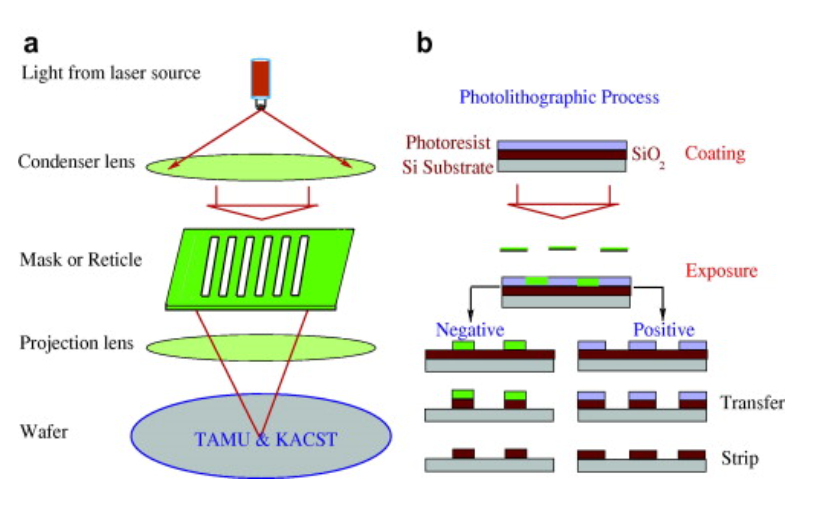 a
Light from laser source
Condenser lens
Mask or Reticle
Projection lens
Wafer
TAMU & KACST
b
Photolithographic Process
Photoresist
Si Substrate
SiO₂
Coating
Exposure
Negative
Positive
Transfer
Strip